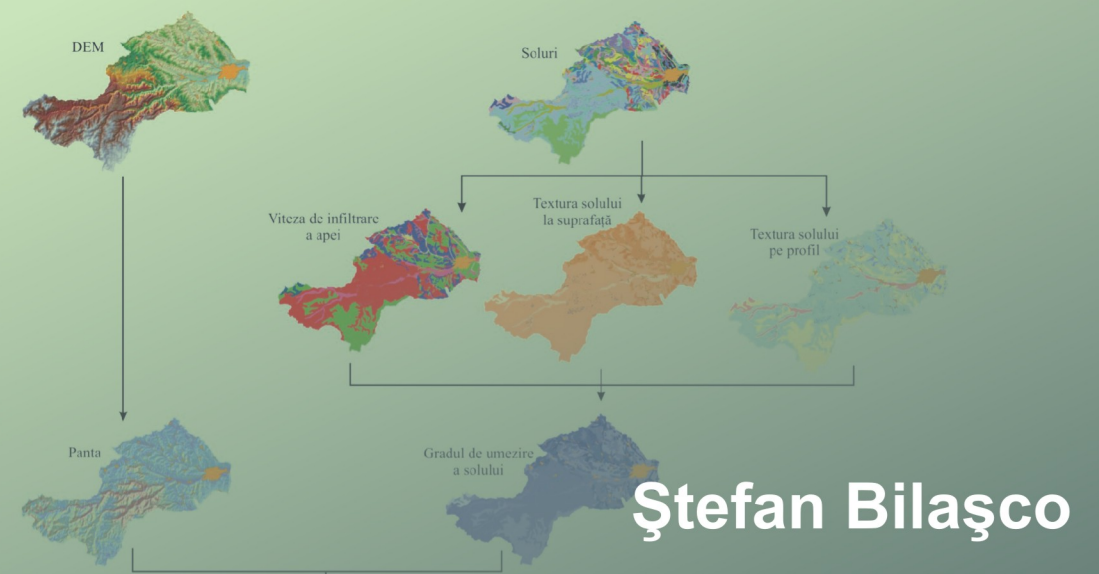 DEM
Soluri
Viteza de infiltrare
a apei
Textura solului
la suprafață
Textura solului
pe profil
Panta
Gradul de umezire
a solului
Ştefan Bilaşco